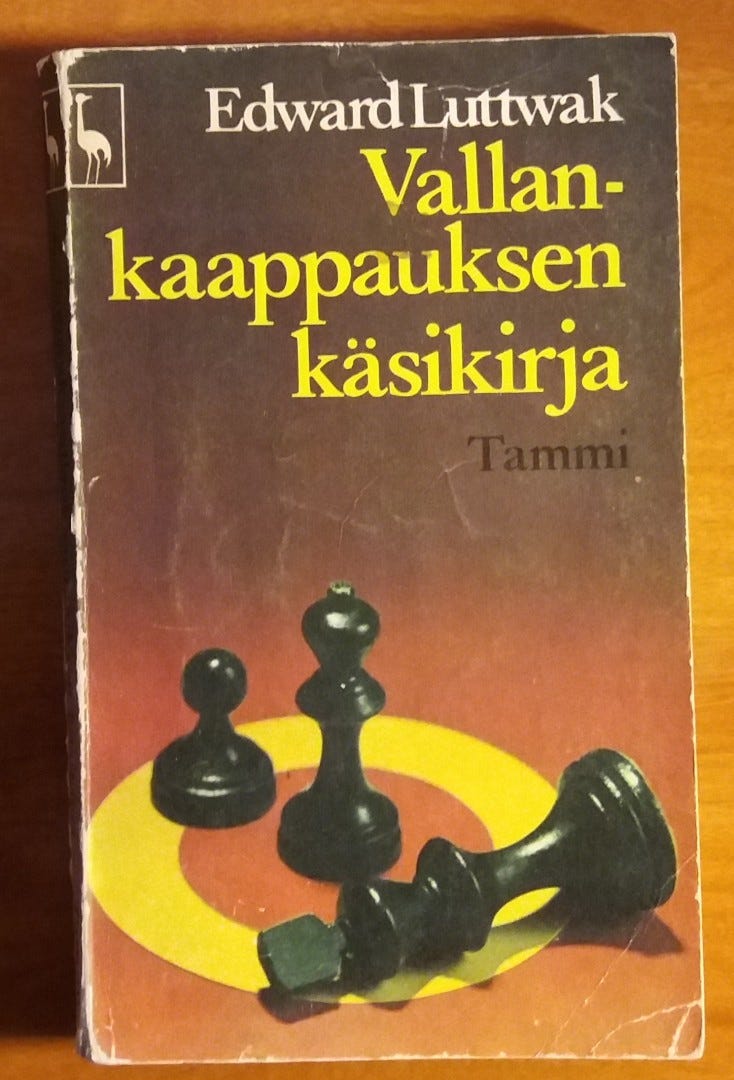 Edward Luttwak
Vallan-
kaappauksen
käsikirja
Tammi